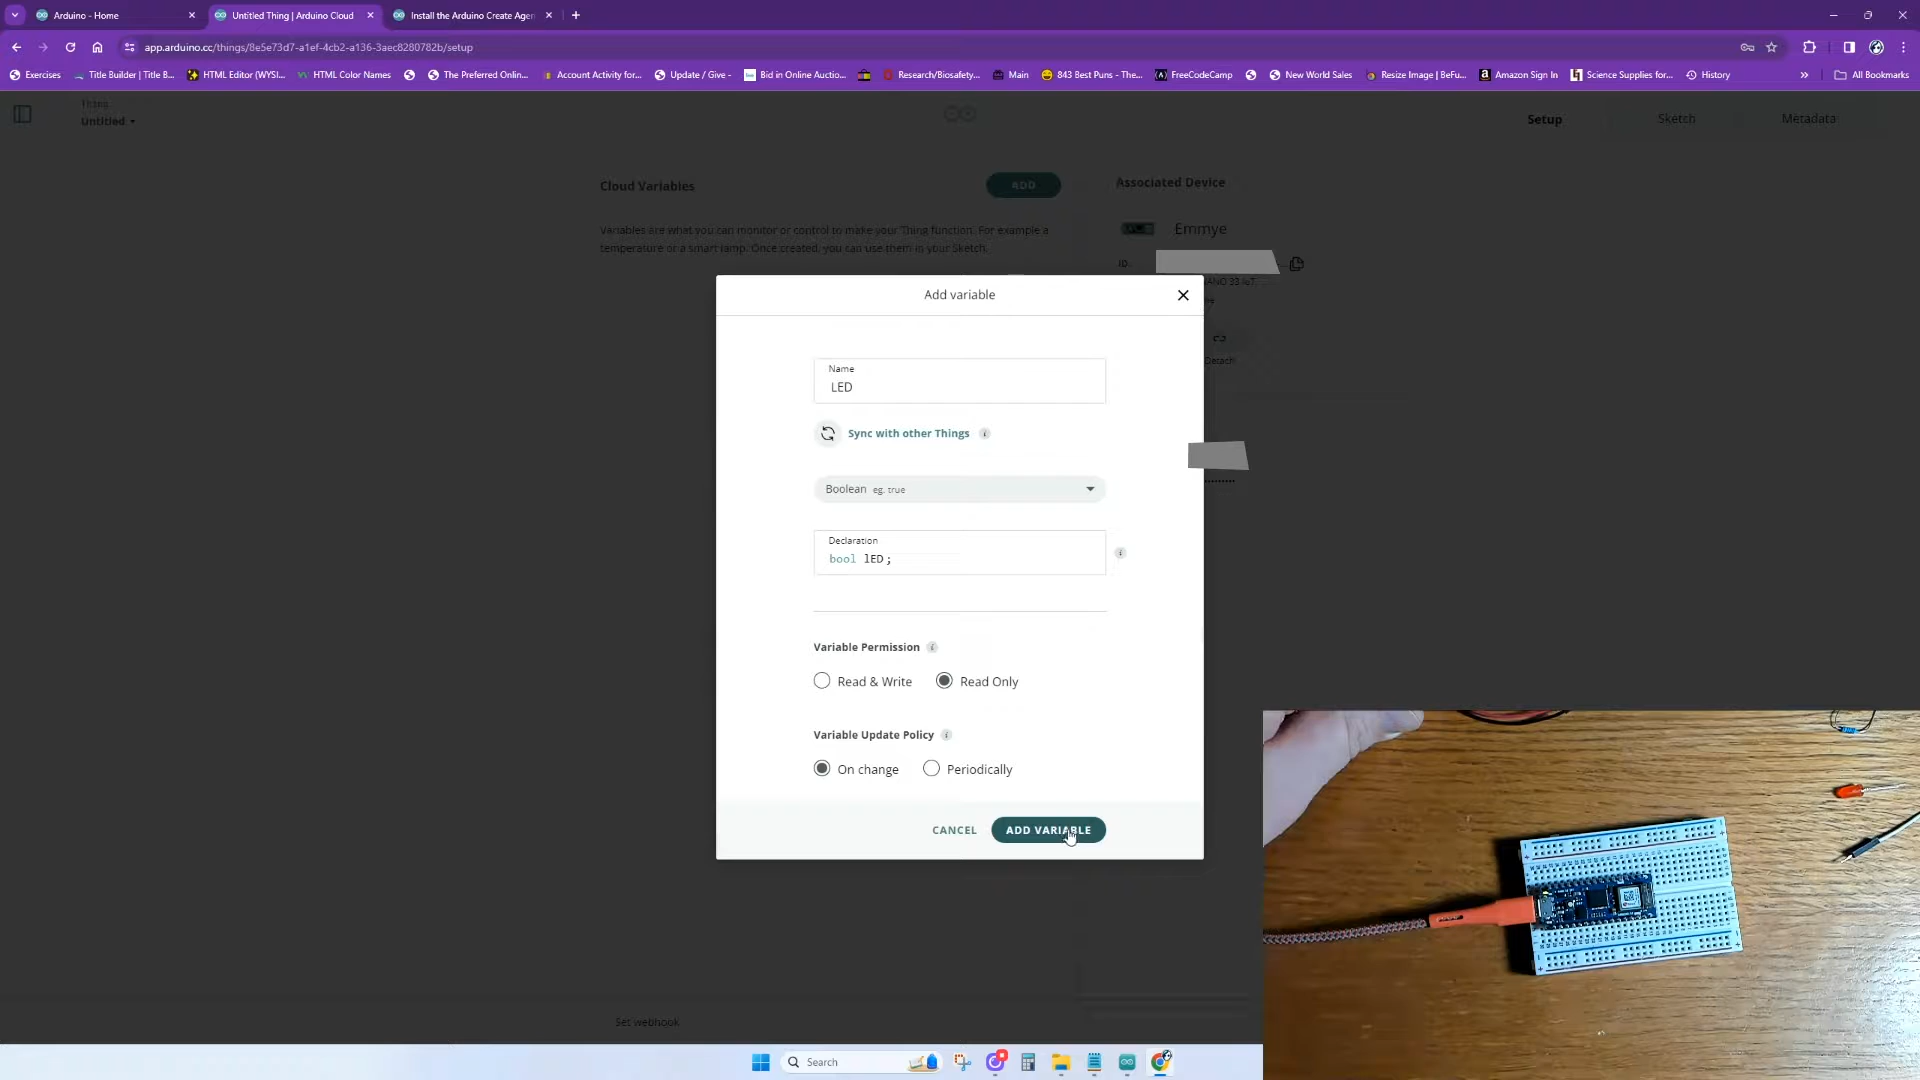 Arduino - Home
Untitled Thing | Arduino Cloud
Install the Arduino Create Agen
app.arduino.cc/things/8e5e73d7-a1ef-4cb2-a136-3aec8280782b/setup
Exercises
Title Builder | Title B...
HTML Editor (WYSI...
HTML Color Names
The Preferred Onlin...
Account Activity for...
Update / Give -
Bid in Online Auctio...
Research/Biosafety...
Main
843 Best Puns - The...
FreeCodeCamp
New World Sales
Resize Image | BeFu...
Amazon Sign In
Science Supplies for...
History
All Bookmarks
Thing
Untitled
Setup
Sketch
Metadata
Cloud Variables
ADD
Associated Device
Variables are what you can monitor or control to make your Thing function. For example a
temperature or a smart lamp. Once created, you can use them in your Sketch.
Emmye
ID:
NANO 33 IoT
Detach
Add variable
Name
LED
Sync with other Things
Boolean eg. true
Declaration
bool lED;
Variable Permission
Read & Write
Read Only
Variable Update Policy
On change
Periodically
CANCEL
ADD VARIABLE
Set webhook
Search